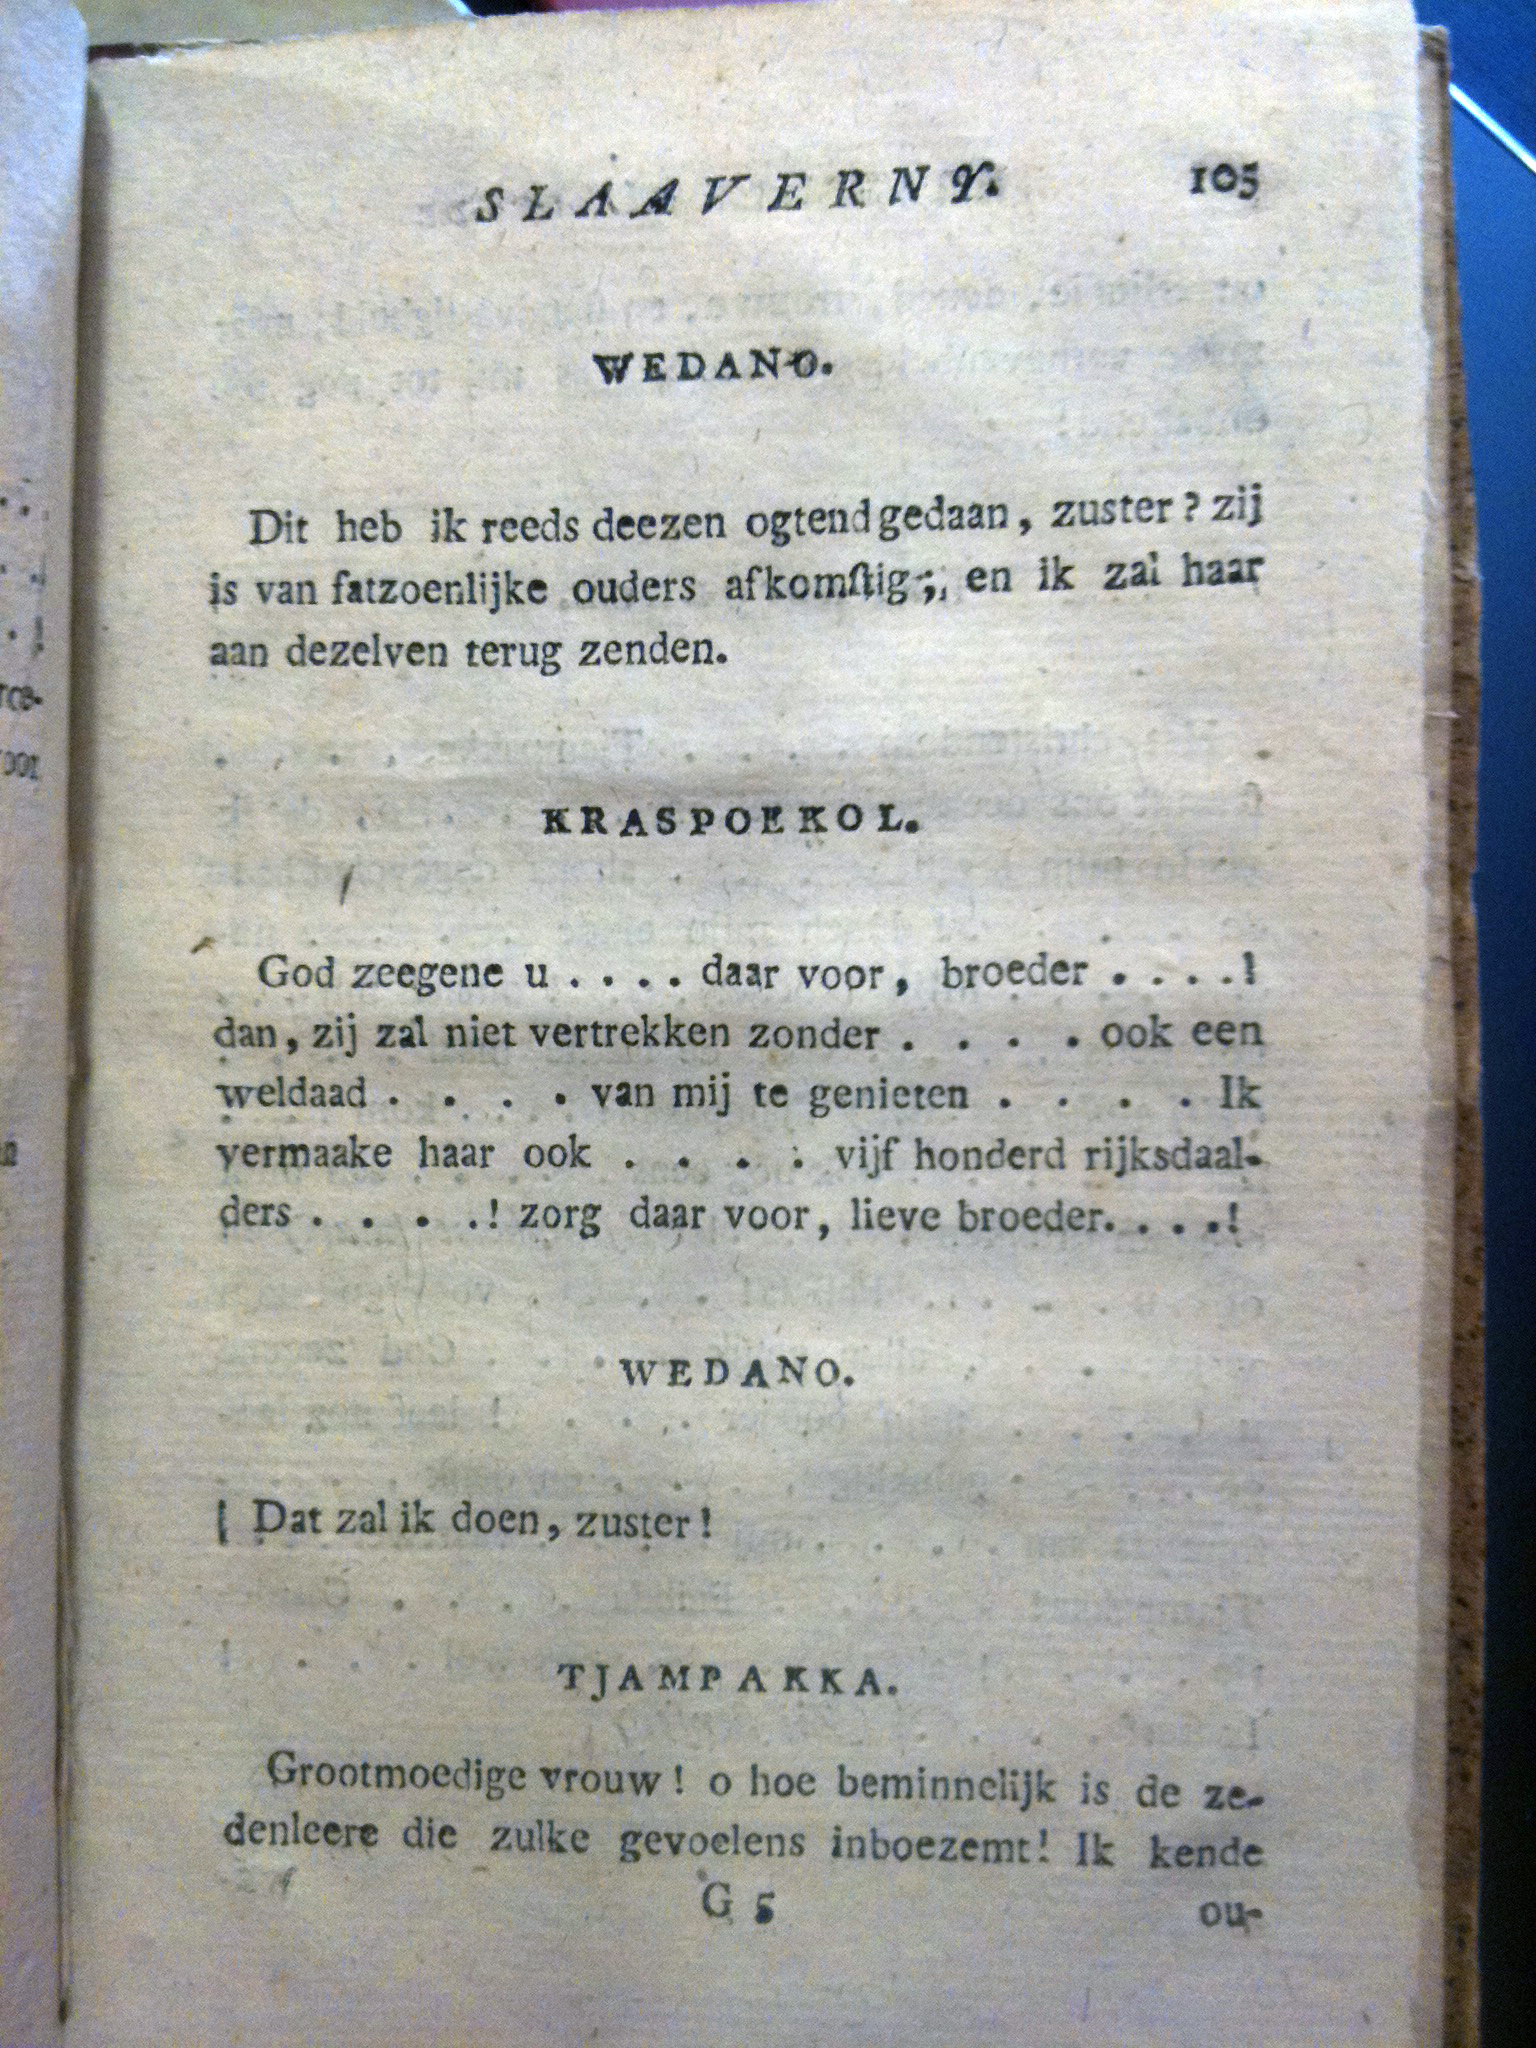 SLAAVERNY. 105
WEDANO.
Dit heb ik reeds deezen ogtend gedaan, zuster? zij
is van fatzoenlijke ouders afkomſtig;, en ik zal haar
aan dezelven terug zenden.
KRASPOEKOL.
God zeegene u . . . . daar voor, broeder . . . . !
dan, zij zal niet vertrekken zonder . . . . ook een
weldaad . . . . van mij te genieten . . . . Ik
vermaake haar ook . . . . vijf honderd rijksdaal-
ders . . . . ! zorg daar voor, lieve broeder. . . . !
WEDANO.
Dat zal ik doen, zuster!
TJAMPAKKA.
Grootmoedige vrouw! o hoe beminnelijk is de ze-
denleere die zulke gevoelens inboezemt! Ik kende
G 5 ou-